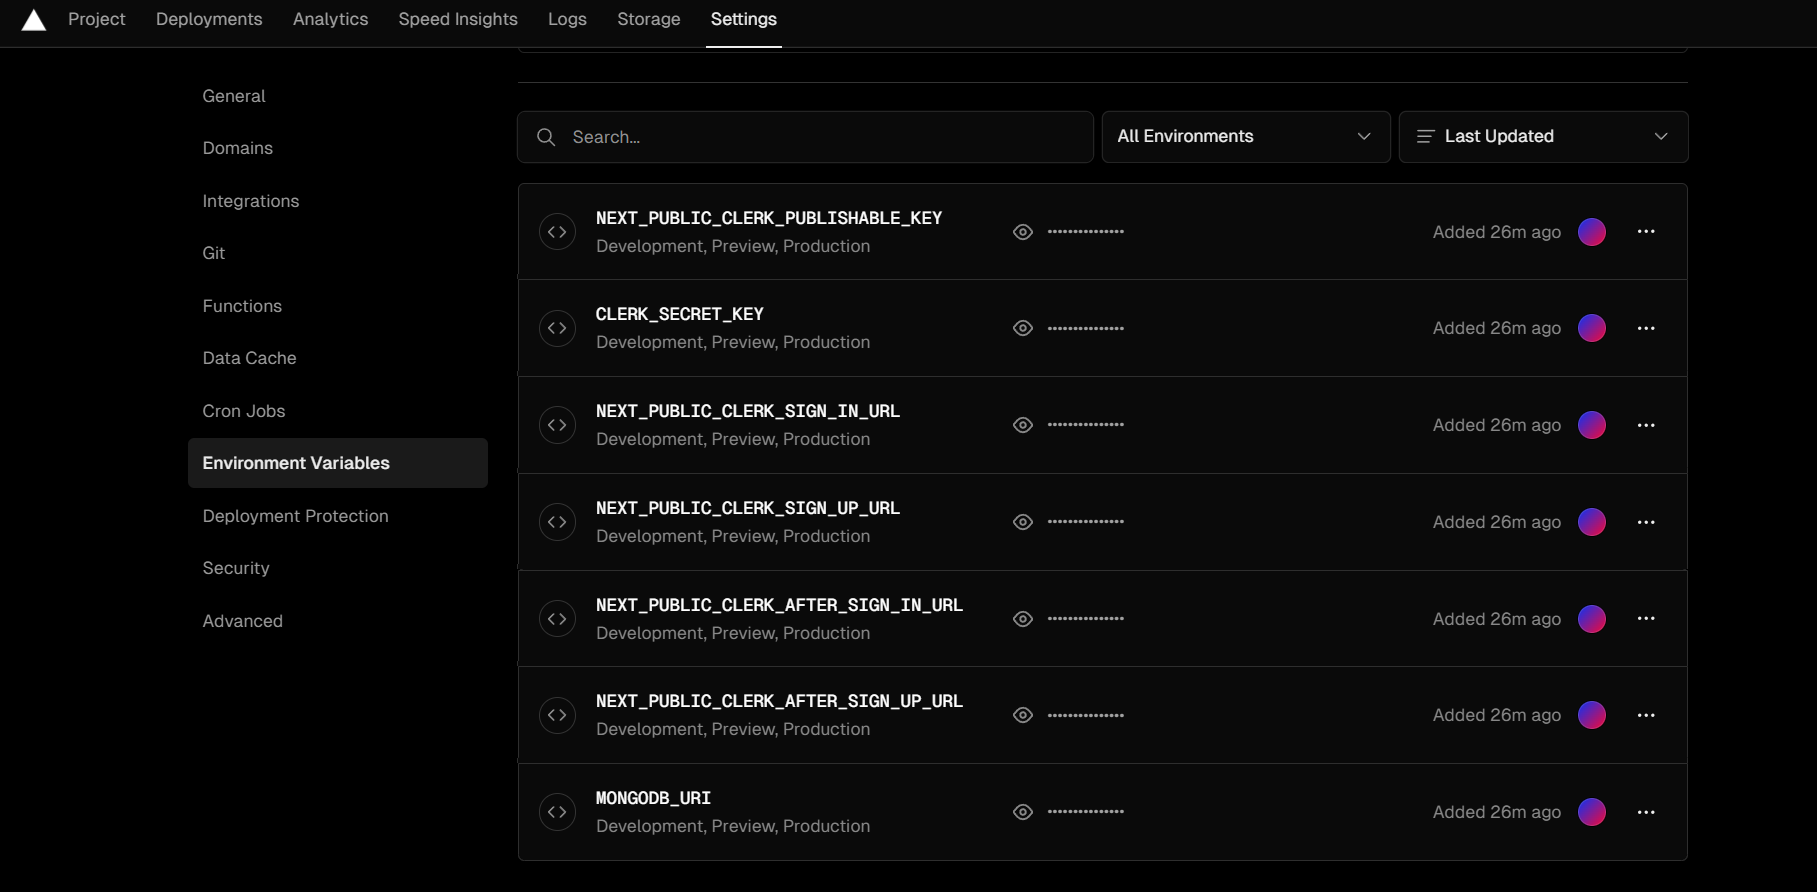 Project Deployments Analytics Speed Insights Logs Storage Settings
General
Domains
Integrations
Git
Functions
Data Cache
Cron Jobs
Environment Variables
Deployment Protection
Security
Advanced
Search...
All Environments
Last Updated
NEXT_PUBLIC_CLERK_PUBLISHABLE_KEY
Development, Preview, Production
Added 26m ago
CLERK_SECRET_KEY
Development, Preview, Production
Added 26m ago
NEXT_PUBLIC_CLERK_SIGN_IN_URL
Development, Preview, Production
Added 26m ago
NEXT_PUBLIC_CLERK_SIGN_UP_URL
Development, Preview, Production
Added 26m ago
NEXT_PUBLIC_CLERK_AFTER_SIGN_IN_URL
Development, Preview, Production
Added 26m ago
NEXT_PUBLIC_CLERK_AFTER_SIGN_UP_URL
Development, Preview, Production
Added 26m ago
MONGODB_URI
Development, Preview, Production
Added 26m ago